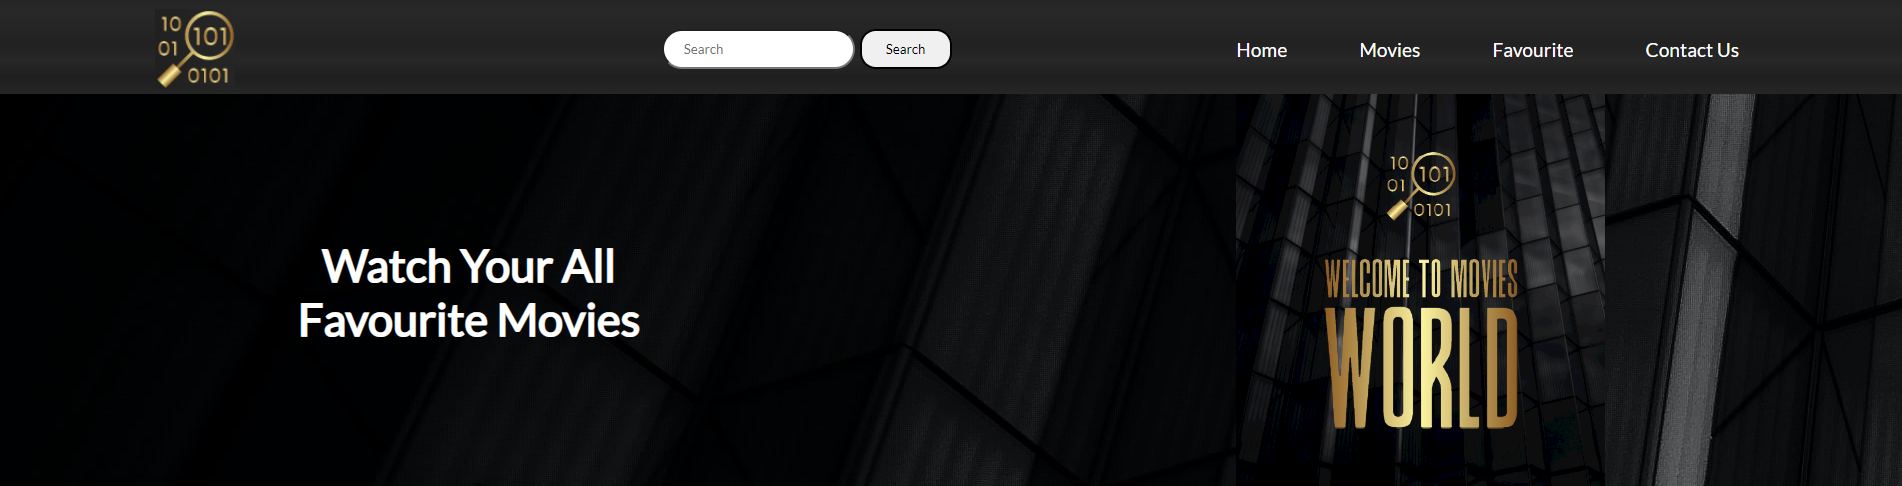 10 101
01
0101
Search Search
Home Movies Favourite Contact Us
Watch Your All
Favourite Movies
10 101
01
0101
WELCOME TO MOVIES
WORLD